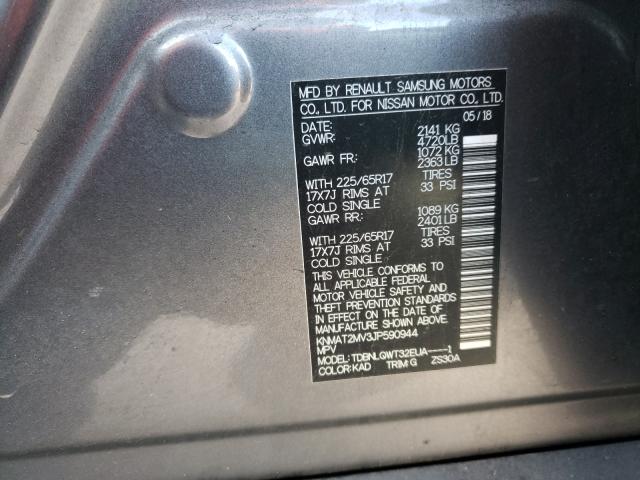 MFD BY RENAULT SAMSUNG MOTORS
CO., LTD. FOR NISSAN MOTOR CO., LTD.
05/18
DATE:
GVWR: 2141 KG
4720LB
GAWR FR: 1072 KG
2363 LB
WITH 225/65R17 TIRES
17X7J RIMS AT 33 PSI
COLD SINGLE
GAWR RR: 1089 KG
2401 LB
WITH 225/65R17 TIRES
17X7J RIMS AT 33 PSI
COLD SINGLE
THIS VEHICLE CONFORMS TO
ALL APPLICABLE FEDERAL
MOTOR VEHICLE SAFETY AND
THEFT PREVENTION STANDARDS
IN EFFECT ON THE DATE OF
MANUFACTURE SHOWN ABOVE.
KNMAT2MV3JP590944
MPV
MODEL: TDBNLQWT32EUA----1
COLOR: KAD TRIM: G ZS30A